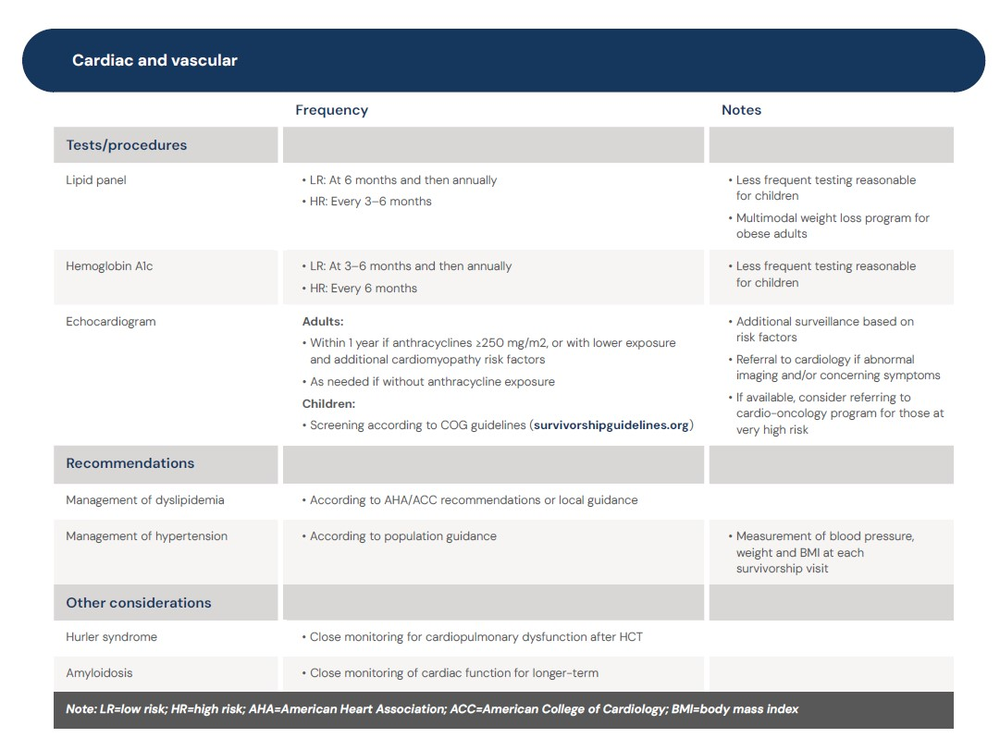 Cardiac and vascular
Frequency
Notes
Tests/procedures
Lipid panel
• LR: At 6 months and then annually
• HR: Every 3–6 months
• Less frequent testing reasonable
for children
• Multimodal weight loss program for
obese adults
Hemoglobin A1c
• LR: At 3–6 months and then annually
• HR: Every 6 months
• Less frequent testing reasonable
for children
Echocardiogram
Adults:
• Within 1 year if anthracyclines ≥250 mg/m2, or with lower exposure
and additional cardiomyopathy risk factors
• As needed if without anthracycline exposure
Children:
• Screening according to COG guidelines (survivorshipguidelines.org)
• Additional surveillance based on
risk factors
• Referral to cardiology if abnormal
imaging and/or concerning symptoms
• If available, consider referring to
cardio-oncology program for those at
very high risk
Recommendations
Management of dyslipidemia
• According to AHA/ACC recommendations or local guidance
Management of hypertension
• According to population guidance
• Measurement of blood pressure,
weight and BMI at each
survivorship visit
Other considerations
Hurler syndrome
• Close monitoring for cardiopulmonary dysfunction after HCT
Amyloidosis
• Close monitoring of cardiac function for longer-term
Note: LR=low risk; HR=high risk; AHA=American Heart Association; ACC=American College of Cardiology; BMI=body mass index